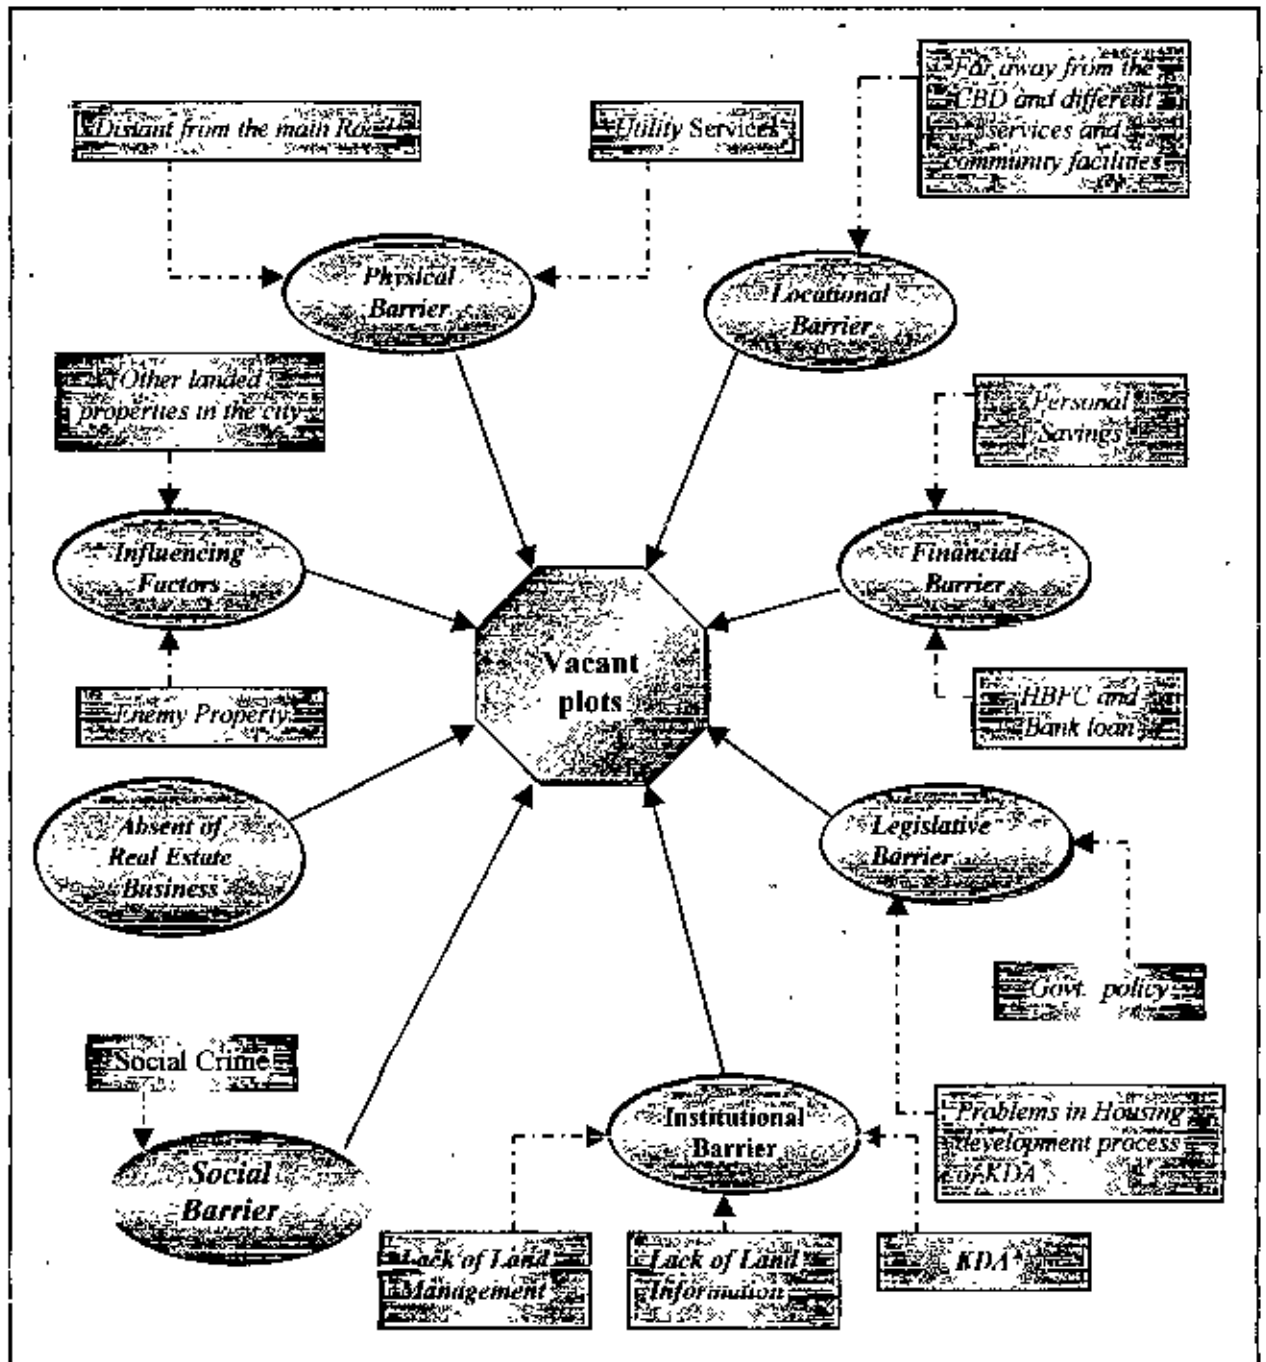 Far away from the
CBD and different
services and
community facilities
Distant from the main Road
Utility Services
Physical
Barrier
Locational
Barrier
Other landed
properties in the city
Personal
Savings
Influencing
Factors
Financial
Barrier
Vacant
plots
Enemy Property
HBFC and
Bank loan
Absent of
Real Estate
Business
Legislative
Barrier
Govt. policy
Social Crime
Problems in Housing
development process
of KDA
Institutional
Barrier
Social
Barrier
Lack of Land
Management
Lack of Land
Information
KDA